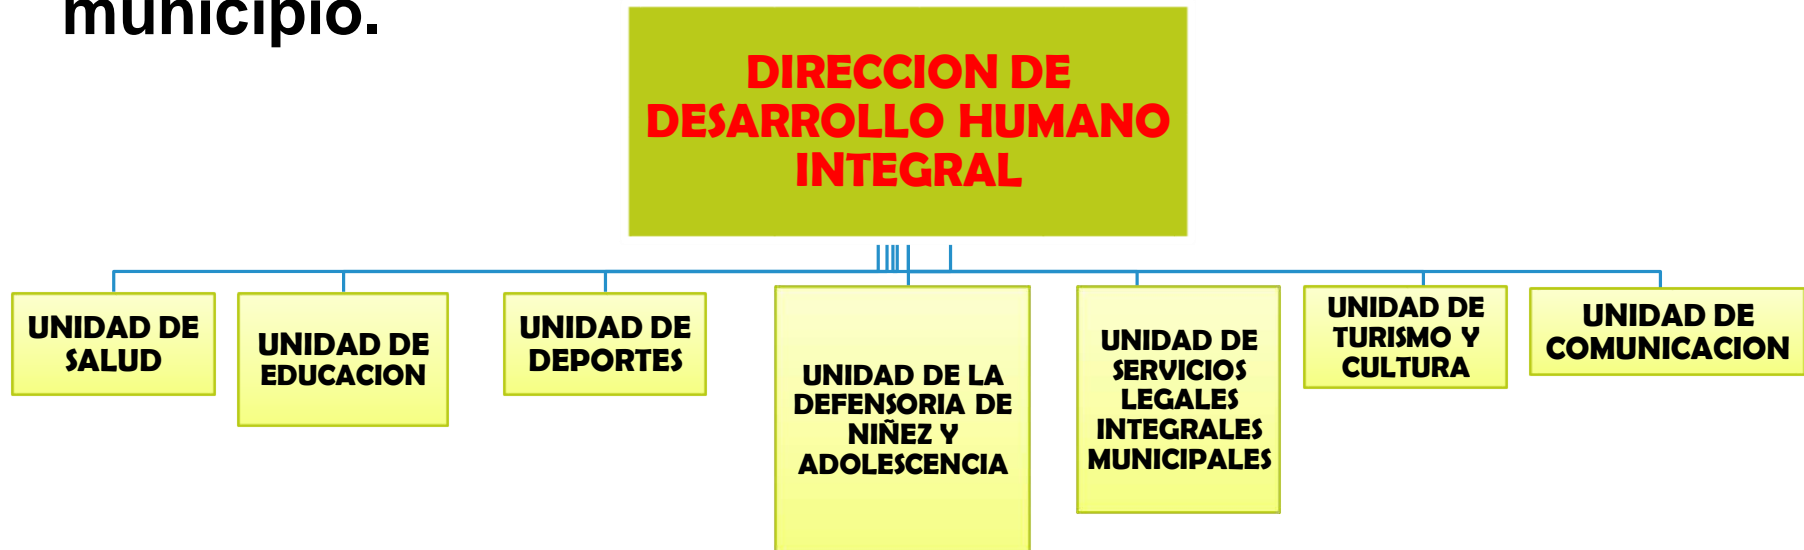 municipio.
DIRECCION DE
DESARROLLO HUMANO
INTEGRAL
UNIDAD DE
SALUD
UNIDAD DE
EDUCACION
UNIDAD DE
DEPORTES
UNIDAD DE LA
DEFENSORIA DE
NIÑEZ Y
ADOLESCENCIA
UNIDAD DE
SERVICIOS
LEGALES
INTEGRALES
MUNICIPALES
UNIDAD DE
TURISMO Y
CULTURA
UNIDAD DE
COMUNICACION